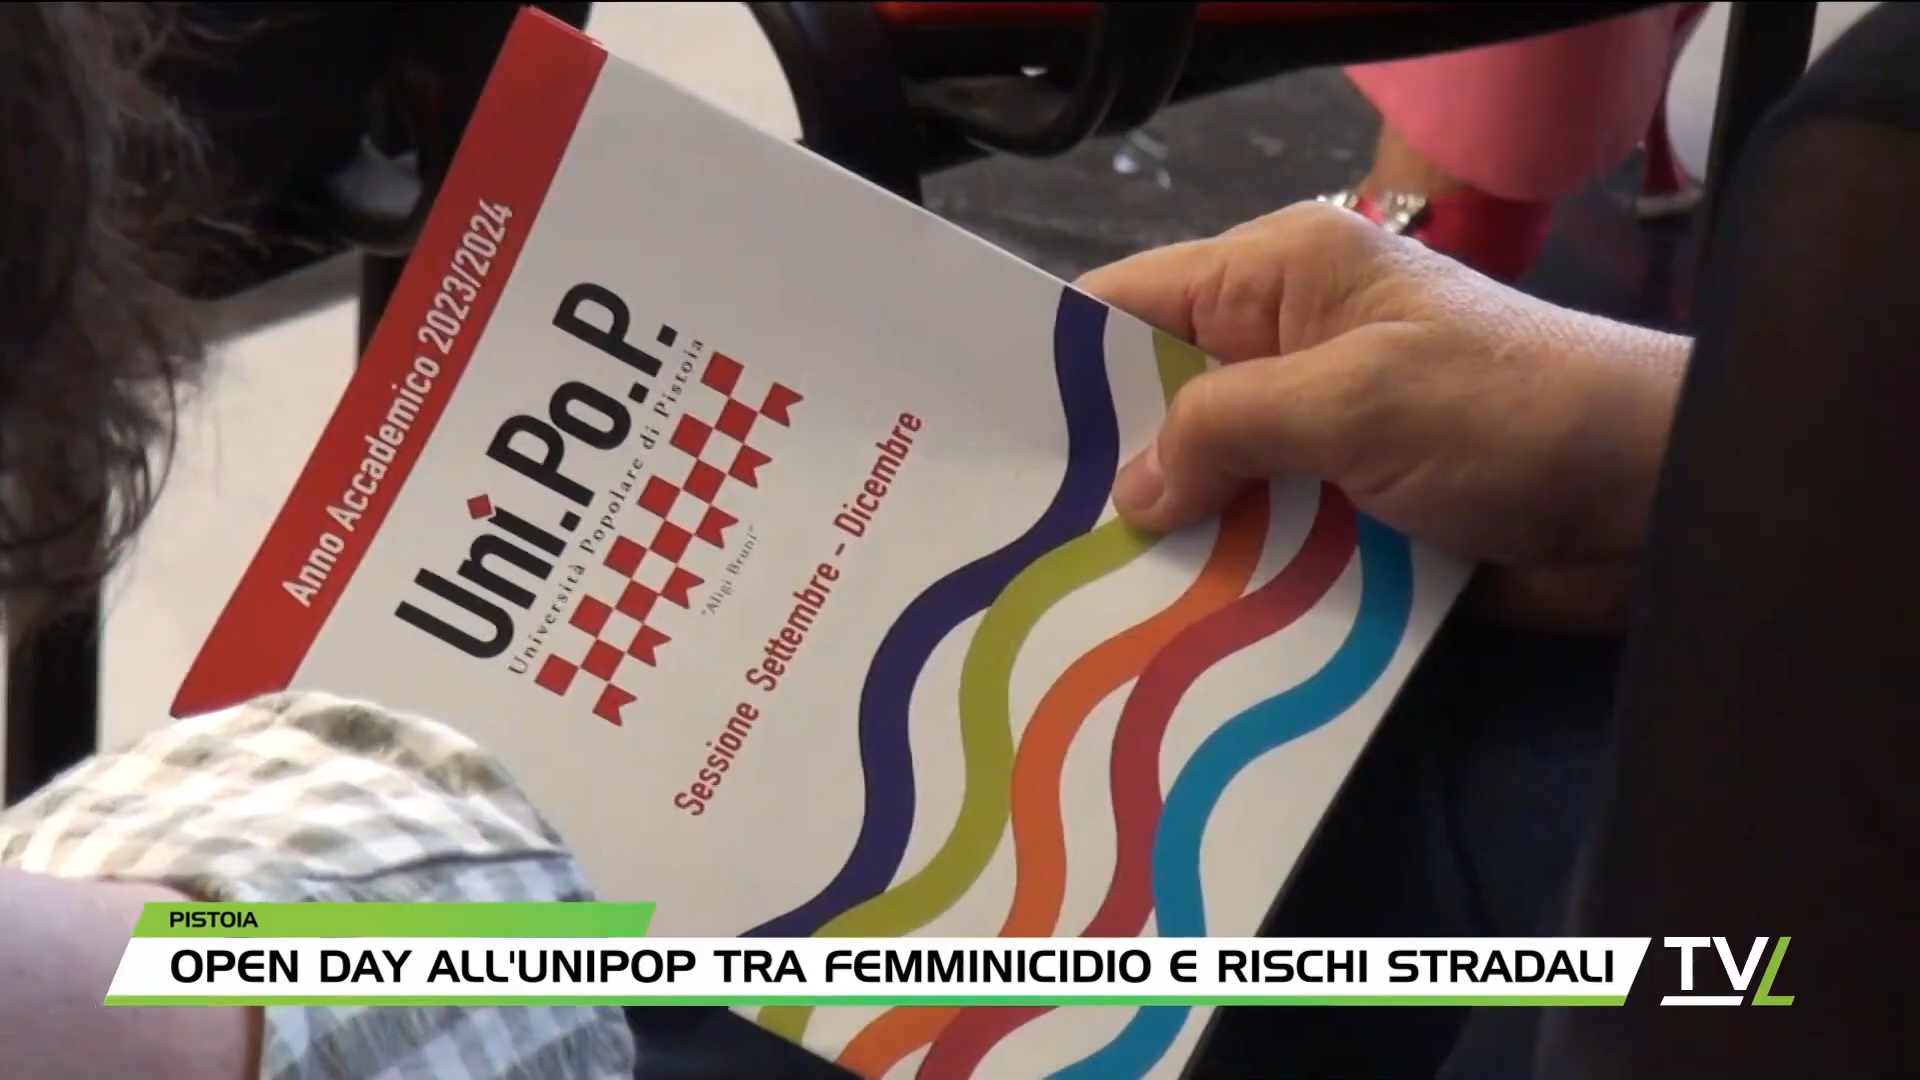 Anno Accademico 2023/2024
Uni.Po.P.
Università Popolare di Pistoia
"Aligi Bruni"
Sessione Settembre – Dicembre
PISTOIA
OPEN DAY ALL'UNIPOP TRA FEMMINICIDIO E RISCHI STRADALI
TVL